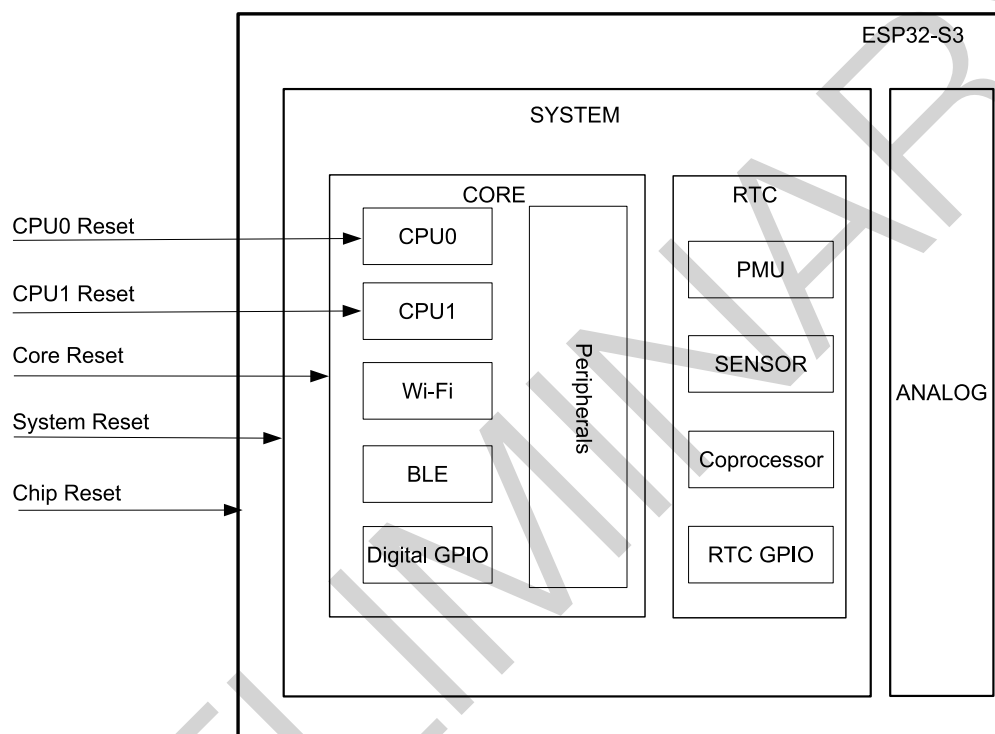 ESP32-S3
SYSTEM
CORE
RTC
CPU0 Reset
CPU0
CPU1 Reset
CPU1
Core Reset
Wi-Fi
System Reset
BLE
Chip Reset
Digital GPIO
Peripherals
PMU
SENSOR
Coprocessor
RTC GPIO
ANALOG
ELIMINAR